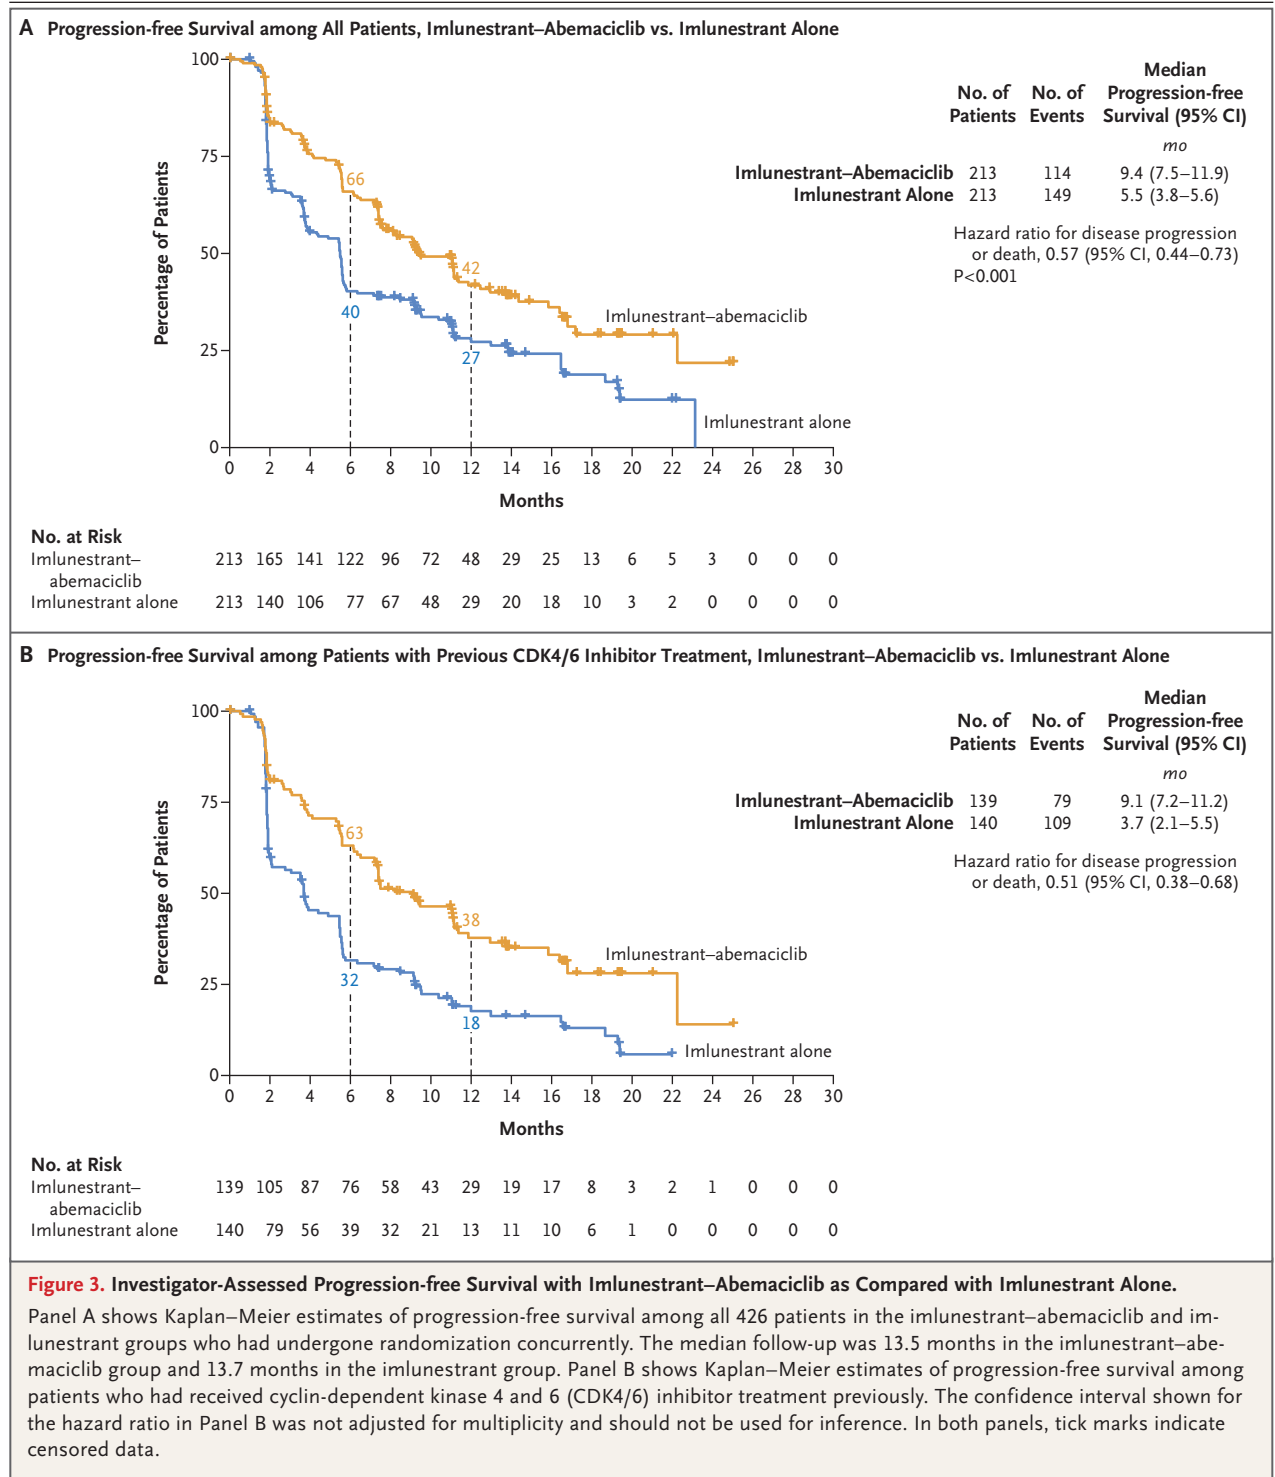 A Progression-free Survival among All Patients, Imlunestrant–Abemaciclib vs. Imlunestrant Alone
Percentage of Patients
100
75
50
25
0
66
42
40
27
Imlunestrant–abemaciclib
Imlunestrant alone
0 2 4 6 8 10 12 14 16 18 20 22 24 26 28 30
Months
No. of Patients No. of Events Median Progression-free Survival (95% CI)
mo
Imlunestrant–Abemaciclib 213 114 9.4 (7.5–11.9)
Imlunestrant Alone 213 149 5.5 (3.8–5.6)
Hazard ratio for disease progression
or death, 0.57 (95% CI, 0.44–0.73)
P<0.001
No. at Risk
Imlunestrant–
abemaciclib 213 165 141 122 96 72 48 29 25 13 6 5 3 0 0 0
Imlunestrant alone 213 140 106 77 67 48 29 20 18 10 3 2 0 0 0 0
B Progression-free Survival among Patients with Previous CDK4/6 Inhibitor Treatment, Imlunestrant–Abemaciclib vs. Imlunestrant Alone
Percentage of Patients
100
75
50
25
0
63
38
32
18
Imlunestrant–abemaciclib
Imlunestrant alone
0 2 4 6 8 10 12 14 16 18 20 22 24 26 28 30
Months
No. of Patients No. of Events Median Progression-free Survival (95% CI)
mo
Imlunestrant–Abemaciclib 139 79 9.1 (7.2–11.2)
Imlunestrant Alone 140 109 3.7 (2.1–5.5)
Hazard ratio for disease progression
or death, 0.51 (95% CI, 0.38–0.68)
No. at Risk
Imlunestrant–
abemaciclib 139 105 87 76 58 43 29 19 17 8 3 2 1 0 0 0
Imlunestrant alone 140 79 56 39 32 21 13 11 10 6 1 0 0 0 0 0
Figure 3. Investigator-Assessed Progression-free Survival with Imlunestrant–Abemaciclib as Compared with Imlunestrant Alone.
Panel A shows Kaplan–Meier estimates of progression-free survival among all 426 patients in the imlunestrant–abemaciclib and im-
lunestrant groups who had undergone randomization concurrently. The median follow-up was 13.5 months in the imlunestrant–abe-
maciclib group and 13.7 months in the imlunestrant group. Panel B shows Kaplan–Meier estimates of progression-free survival among
patients who had received cyclin-dependent kinase 4 and 6 (CDK4/6) inhibitor treatment previously. The confidence interval shown for
the hazard ratio in Panel B was not adjusted for multiplicity and should not be used for inference. In both panels, tick marks indicate
censored data.